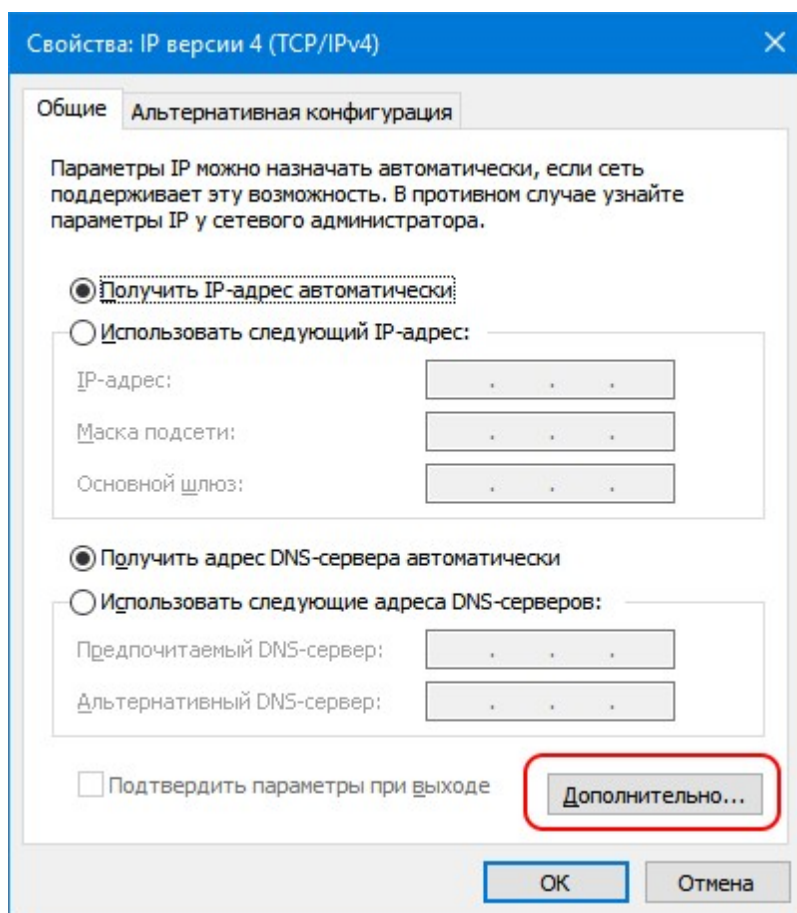 Свойства: IP версии 4 (TCP/IPv4)
Общие
Альтернативная конфигурация
Параметры IP можно назначать автоматически, если сеть
поддерживает эту возможность. В противном случае узнайте
параметры IP у сетевого администратора.
Получить IP-адрес автоматически
Использовать следующий IP-адрес:
IP-адрес:
Маска подсети:
Основной шлюз:
Получить адрес DNS-сервера автоматически
Использовать следующие адреса DNS-серверов:
Предпочитаемый DNS-сервер:
Альтернативный DNS-сервер:
Подтвердить параметры при выходе
Дополнительно...
ОК
Отмена